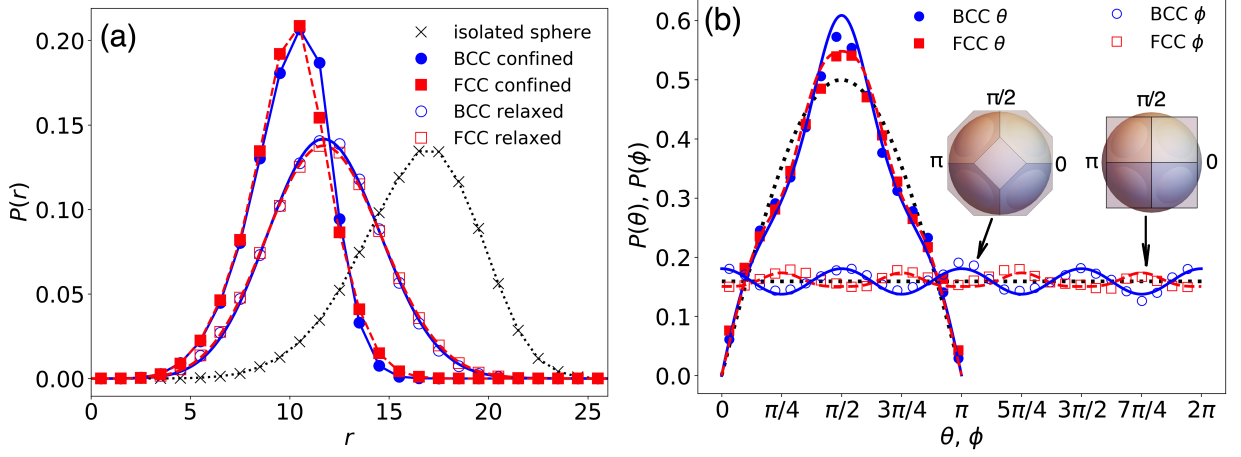 (a)
isolated sphere
BCC confined
FCC confined
BCC relaxed
FCC relaxed
0.20
0.15
0.10
0.05
0.00
P(r)
0 5 10 15 20 25
r
(b)
BCC θ
FCC θ
BCC ϕ
FCC ϕ
0.6
0.5
0.4
0.3
0.2
0.1
0.0
P(θ), P(ϕ)
π/2
π 0
π/2
π 0
0 π/4 π/2 3π/4 π 5π/4 3π/2 7π/4 2π
θ, ϕ